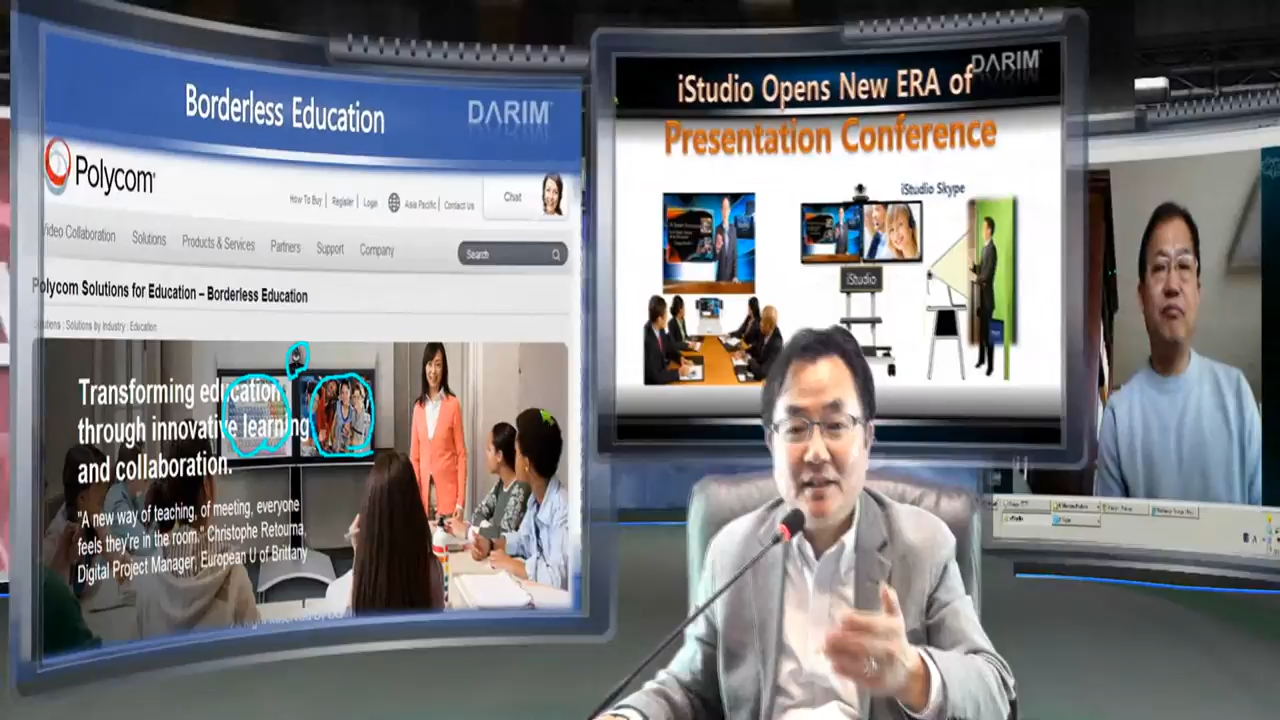 Borderless Education
DARIM
Polycom
How To Buy | Register | Login
Asia Pacific | Contact Us
Chat
Video Collaboration
Solutions
Products & Services
Partners
Support
Company
Search
Polycom Solutions for Education – Borderless Education
Solutions by Industry : Education
Transforming education
through innovative learning
and collaboration.
"A new way of teaching, of meeting, everyone
feels they're in the room." Christophe Retourna,
Digital Project Manager, European U of Brittany
DARIM
iStudio Opens New ERA of
Presentation Conference
iStudio Skype
iStudio